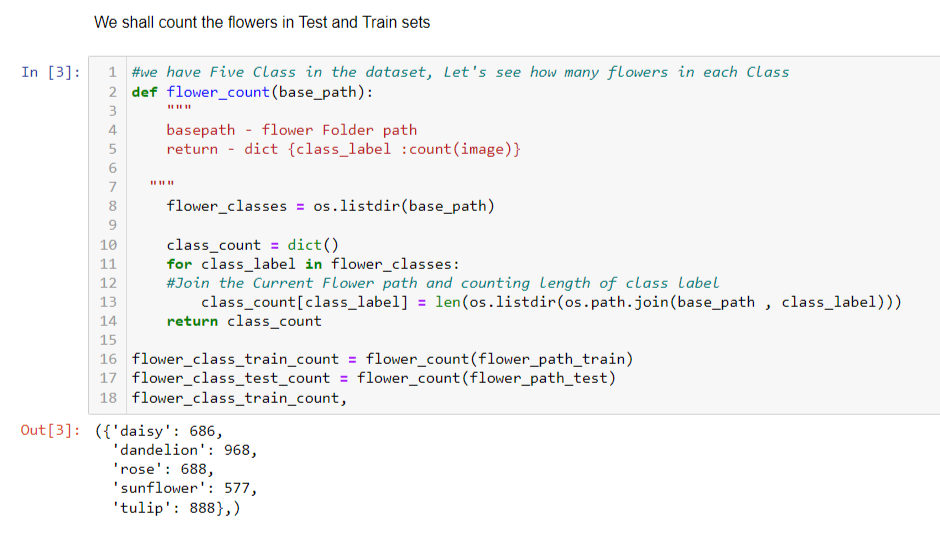 We shall count the flowers in Test and Train sets
In [3]:
1 #we have Five Class in the dataset, Let's see how many flowers in each Class
2 def flower_count(base_path):
3     """
4     basepath - flower Folder path
5     return - dict {class_label :count(image)}
6
7   """
8     flower_classes = os.listdir(base_path)
9
10     class_count = dict()
11     for class_label in flower_classes:
12     #Join the Current Flower path and counting length of class label
13         class_count[class_label] = len(os.listdir(os.path.join(base_path , class_label)))
14     return class_count
15
16 flower_class_train_count = flower_count(flower_path_train)
17 flower_class_test_count = flower_count(flower_path_test)
18 flower_class_train_count,
Out[3]: ({'daisy': 686,
'dandelion': 968,
'rose': 688,
'sunflower': 577,
'tulip': 888},)